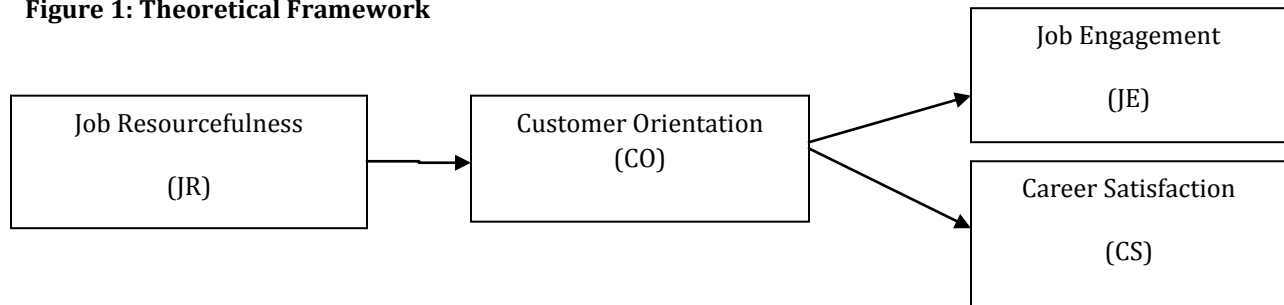 Figure 1: Theoretical Framework
Job Resourcefulness
(JR)
Customer Orientation
(CO)
Job Engagement
(JE)
Career Satisfaction
(CS)